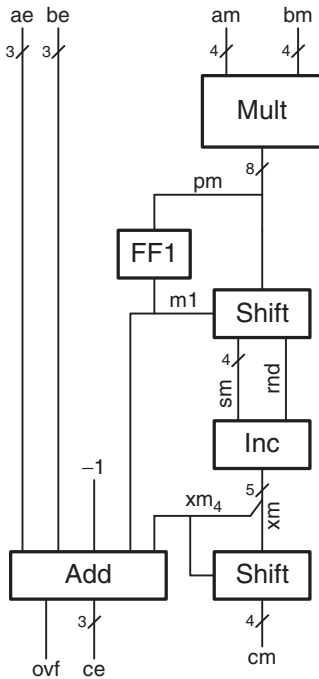 ae be am bm
3 3 4 4
Mult
8
pm
FF1
m1
Shift
4
sm
rnd
Inc
–1
5
xm₄
xm
Add
Shift
3
4
ovf ce cm